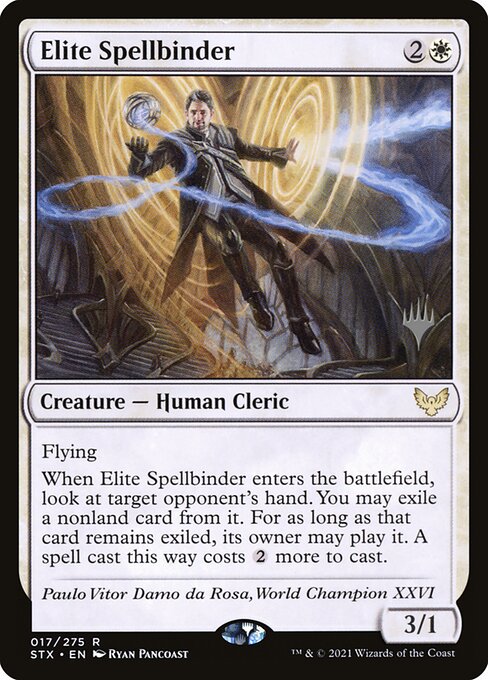 Elite Spellbinder 2
Creature — Human Cleric
Flying
When Elite Spellbinder enters the battlefield,
look at target opponent's hand. You may exile
a nonland card from it. For as long as that
card remains exiled, its owner may play it. A
spell cast this way costs 2 more to cast.
Paulo Vitor Damo da Rosa, World Champion XXVI
3/1
017/275 R
STX • EN Ryan Pancoast
™ & © 2021 Wizards of the Coast